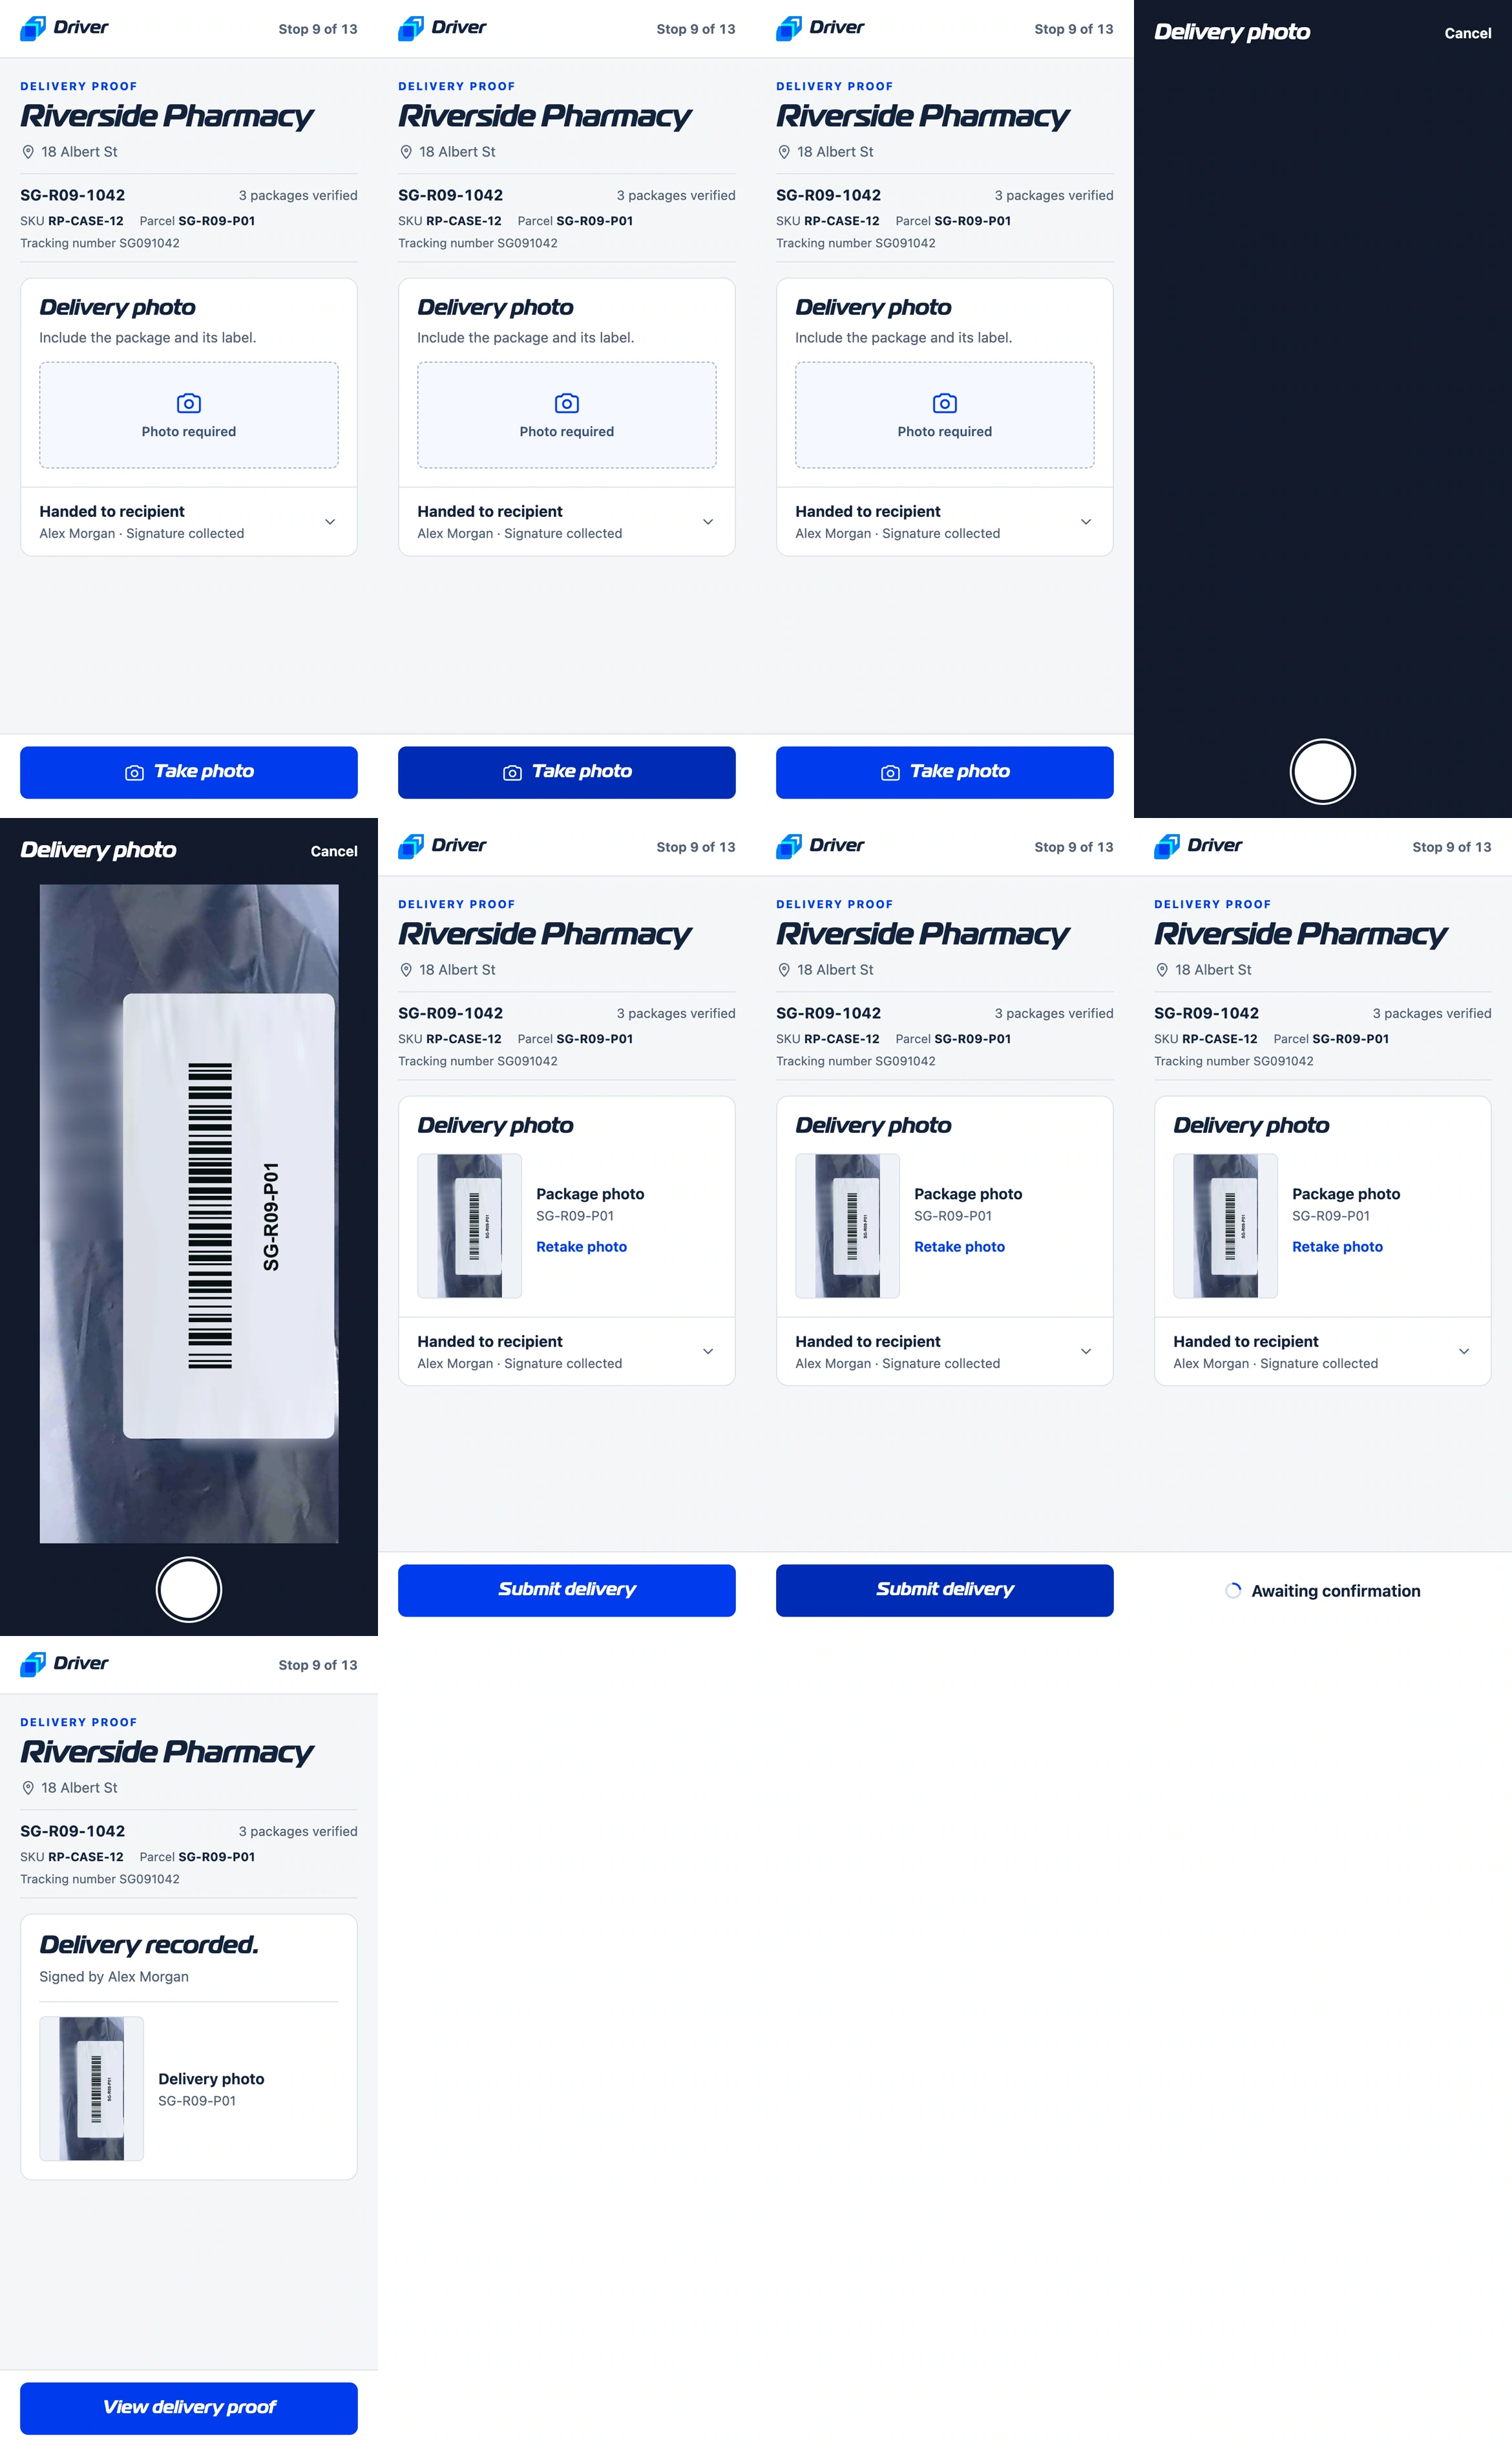 Driver
Stop 9 of 13
DELIVERY PROOF
Riverside Pharmacy
18 Albert St
SG-R09-1042
3 packages verified
SKU RP-CASE-12 Parcel SG-R09-P01
Tracking number SG091042
Delivery photo
Include the package and its label.
Photo required
Handed to recipient
Alex Morgan · Signature collected
Take photo
Driver
Stop 9 of 13
DELIVERY PROOF
Riverside Pharmacy
18 Albert St
SG-R09-1042
3 packages verified
SKU RP-CASE-12 Parcel SG-R09-P01
Tracking number SG091042
Delivery photo
Include the package and its label.
Photo required
Handed to recipient
Alex Morgan · Signature collected
Take photo
Driver
Stop 9 of 13
DELIVERY PROOF
Riverside Pharmacy
18 Albert St
SG-R09-1042
3 packages verified
SKU RP-CASE-12 Parcel SG-R09-P01
Tracking number SG091042
Delivery photo
Include the package and its label.
Photo required
Handed to recipient
Alex Morgan · Signature collected
Take photo
Delivery photo
Cancel
Delivery photo
Cancel
SG-R09-P01
Driver
Stop 9 of 13
DELIVERY PROOF
Riverside Pharmacy
18 Albert St
SG-R09-1042
3 packages verified
SKU RP-CASE-12 Parcel SG-R09-P01
Tracking number SG091042
Delivery photo
SG-R09-P01
Package photo
SG-R09-P01
Retake photo
Handed to recipient
Alex Morgan · Signature collected
Submit delivery
Driver
Stop 9 of 13
DELIVERY PROOF
Riverside Pharmacy
18 Albert St
SG-R09-1042
3 packages verified
SKU RP-CASE-12 Parcel SG-R09-P01
Tracking number SG091042
Delivery photo
SG-R09-P01
Package photo
SG-R09-P01
Retake photo
Handed to recipient
Alex Morgan · Signature collected
Submit delivery
Driver
Stop 9 of 13
DELIVERY PROOF
Riverside Pharmacy
18 Albert St
SG-R09-1042
3 packages verified
SKU RP-CASE-12 Parcel SG-R09-P01
Tracking number SG091042
Delivery photo
SG-R09-P01
Package photo
SG-R09-P01
Retake photo
Handed to recipient
Alex Morgan · Signature collected
Awaiting confirmation
Driver
Stop 9 of 13
DELIVERY PROOF
Riverside Pharmacy
18 Albert St
SG-R09-1042
3 packages verified
SKU RP-CASE-12 Parcel SG-R09-P01
Tracking number SG091042
Delivery recorded.
Signed by Alex Morgan
SG-R09-P01
Delivery photo
SG-R09-P01
View delivery proof